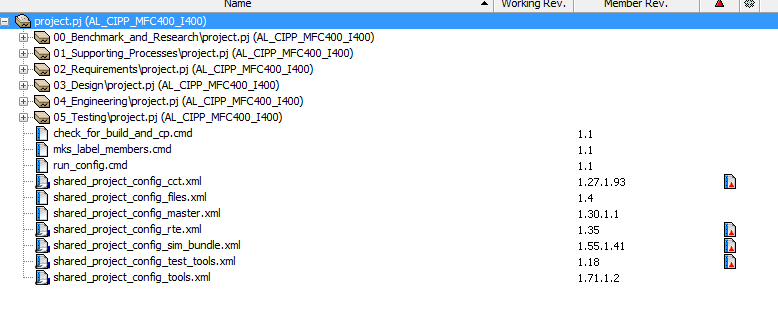 Name Working Rev. Member Rev.
project.pj (AL_CIPP_MFC400_I400)
00_Benchmark_and_Research\project.pj (AL_CIPP_MFC400_I400)
01_Supporting_Processes\project.pj (AL_CIPP_MFC400_I400)
02_Requirements\project.pj (AL_CIPP_MFC400_I400)
03_Design\project.pj (AL_CIPP_MFC400_I400)
04_Engineering\project.pj (AL_CIPP_MFC400_I400)
05_Testing\project.pj (AL_CIPP_MFC400_I400)
check_for_build_and_cp.cmd 1.1
mks_label_members.cmd 1.1
run_config.cmd 1.1
shared_project_config_cct.xml 1.27.1.93
shared_project_config_files.xml 1.4
shared_project_config_master.xml 1.30.1.1
shared_project_config_rte.xml 1.35
shared_project_config_sim_bundle.xml 1.55.1.41
shared_project_config_test_tools.xml 1.18
shared_project_config_tools.xml 1.71.1.2